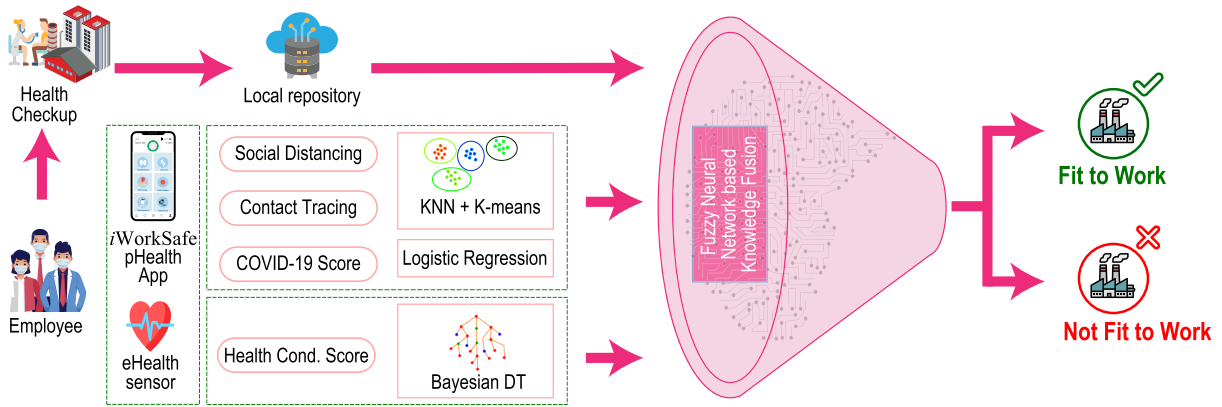 Health
Checkup
Local repository
Employee
iWorkSafe
pHealth
App
eHealth
sensor
Social Distancing
Contact Tracing
COVID-19 Score
KNN + K-means
Logistic Regression
Health Cond. Score
Bayesian DT
Fuzzy Neural
Network based
Knowledge Fusion
Fit to Work
Not Fit to Work